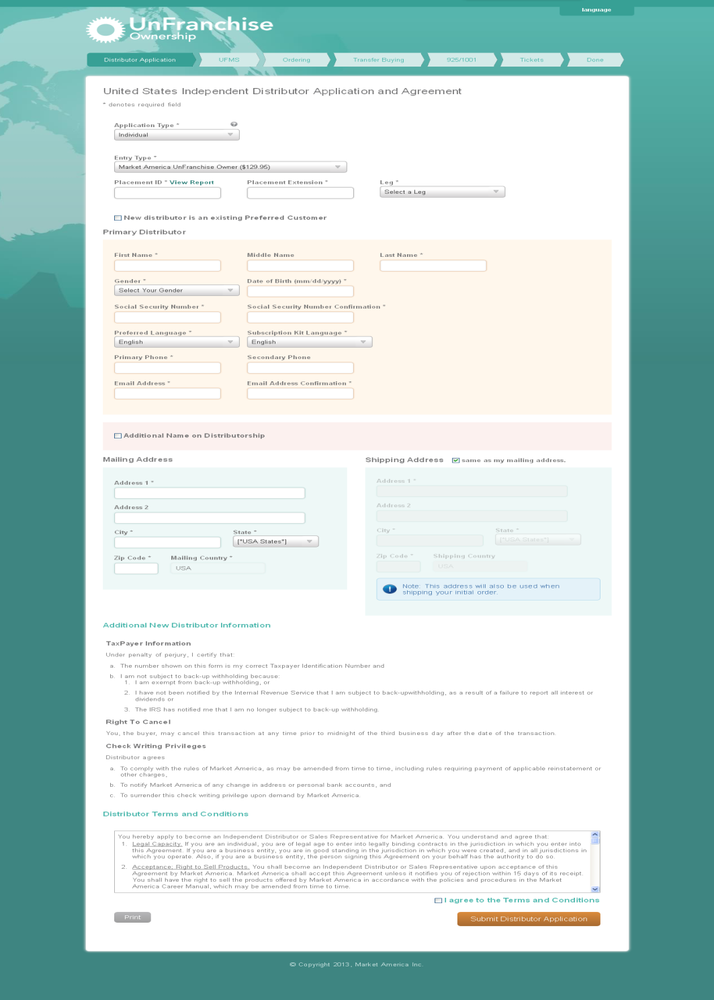 language
UnFranchise
Ownership
Distributor Application
UFMS
Ordering
Transfer Buying
925/1001
Tickets
Done
United States Independent Distributor Application and Agreement
* denotes required field
Application Type *
Individual
Entry Type *
Market America UnFranchise Owner ($129.95)
Placement ID * View Report
Placement Extension *
Leg *
Select a Leg
New distributor is an existing Preferred Customer
Primary Distributor
First Name *
Middle Name
Last Name *
Gender *
Date of Birth (mm/dd/yyyy) *
Select Your Gender
Social Security Number *
Social Security Number Confirmation *
Preferred Language *
Subscription Kit Language *
English
English
Primary Phone *
Secondary Phone
Email Address *
Email Address Confirmation *
Additional Name on Distributorship
Mailing Address
Address 1 *
Address 2
City *
State *
[*USA States*]
Zip Code *
Mailing Country *
USA
Shipping Address
same as my mailing address.
Address 1 *
Address 2
City *
State *
[*USA States*]
Zip Code *
Shipping Country
USA
Note: This address will also be used when
shipping your initial order.
Additional New Distributor Information
TaxPayer Information
Under penalty of perjury, I certify that:
a. The number shown on this form is my correct Taxpayer Identification Number and
b. I am not subject to back-up withholding because:
1. I am exempt from back-up withholding, or
2. I have not been notified by the Internal Revenue Service that I am subject to back-upwithholding, as a result of a failure to report all interest or
dividends or
3. The IRS has notified me that I am no longer subject to back-up withholding.
Right To Cancel
You, the buyer, may cancel this transaction at any time prior to midnight of the third business day after the date of the transaction.
Check Writing Privileges
Distributor agrees
a. To comply with the rules of Market America, as may be amended from time to time, including rules requiring payment of applicable reinstatement or
other charges,
b. To notify Market America of any change in address or personal bank accounts, and
c. To surrender this check writing privilege upon demand by Market America.
Distributor Terms and Conditions
You hereby apply to become an Independent Distributor or Sales Representative for Market America. You understand and agree that:
1. Legal Capacity. If you are an individual, you are of legal age to enter into legally binding contracts in the jurisdiction in which you enter into
this Agreement. If you are a business entity, you are in good standing in the jurisdiction in which you were created, and in all jurisdictions in
which you operate. Also, if you are a business entity, the person signing this Agreement on your behalf has the authority to do so.
2. Acceptance; Right to Sell Products. You shall become an Independent Distributor or Sales Representative upon acceptance of this
Agreement by Market America. Market America shall accept this Agreement unless it notifies you of rejection within 15 days of its receipt.
You shall have the right to sell the products offered by Market America in accordance with the policies and procedures in the Market
America Career Manual, which may be amended from time to time.
I agree to the Terms and Conditions
Print
Submit Distributor Application
© Copyright 2013, Market America Inc.